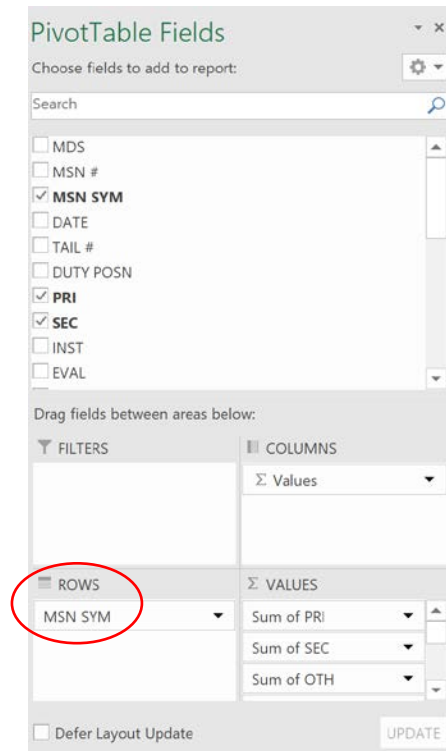 PivotTable Fields
Choose fields to add to report:
Search
MDS
MSN #
MSN SYM
DATE
TAIL #
DUTY POSN
PRI
SEC
INST
EVAL
Drag fields between areas below:
FILTERS
COLUMNS
Σ Values
ROWS
Σ VALUES
MSN SYM
Sum of PRI
Sum of SEC
Sum of OTH
Defer Layout Update
UPDATE